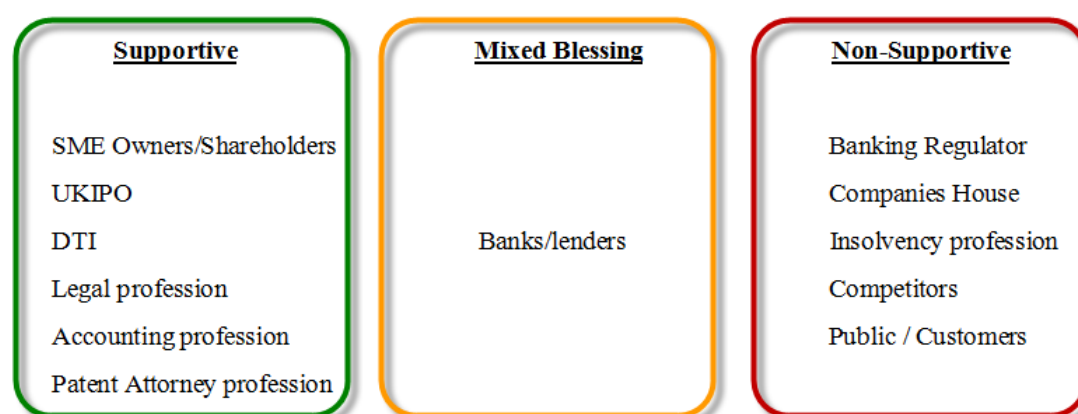 Supportive
SME Owners/Shareholders
UKIPO
DTI
Legal profession
Accounting profession
Patent Attorney profession
Mixed Blessing
Banks/lenders
Non-Supportive
Banking Regulator
Companies House
Insolvency profession
Competitors
Public / Customers